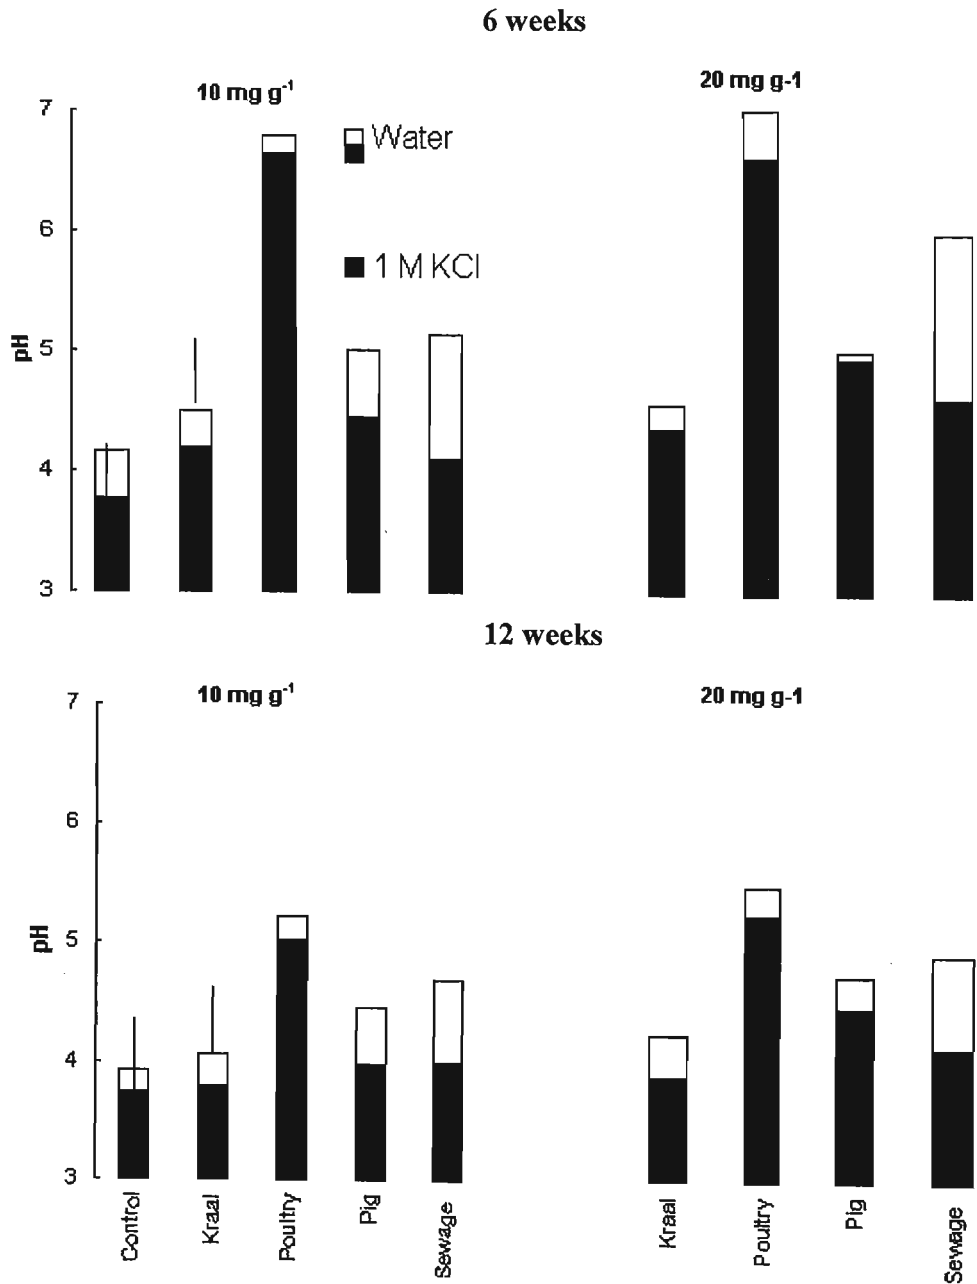 6 weeks
10 mg g⁻¹
20 mg g-1
7
6
5
4
3
pH
Water
1 M KCl
12 weeks
10 mg g⁻¹
20 mg g-1
7
6
5
4
3
pH
Control
Kraal
Poultry
Pig
Sewage
Kraal
Poultry
Pig
Sewage